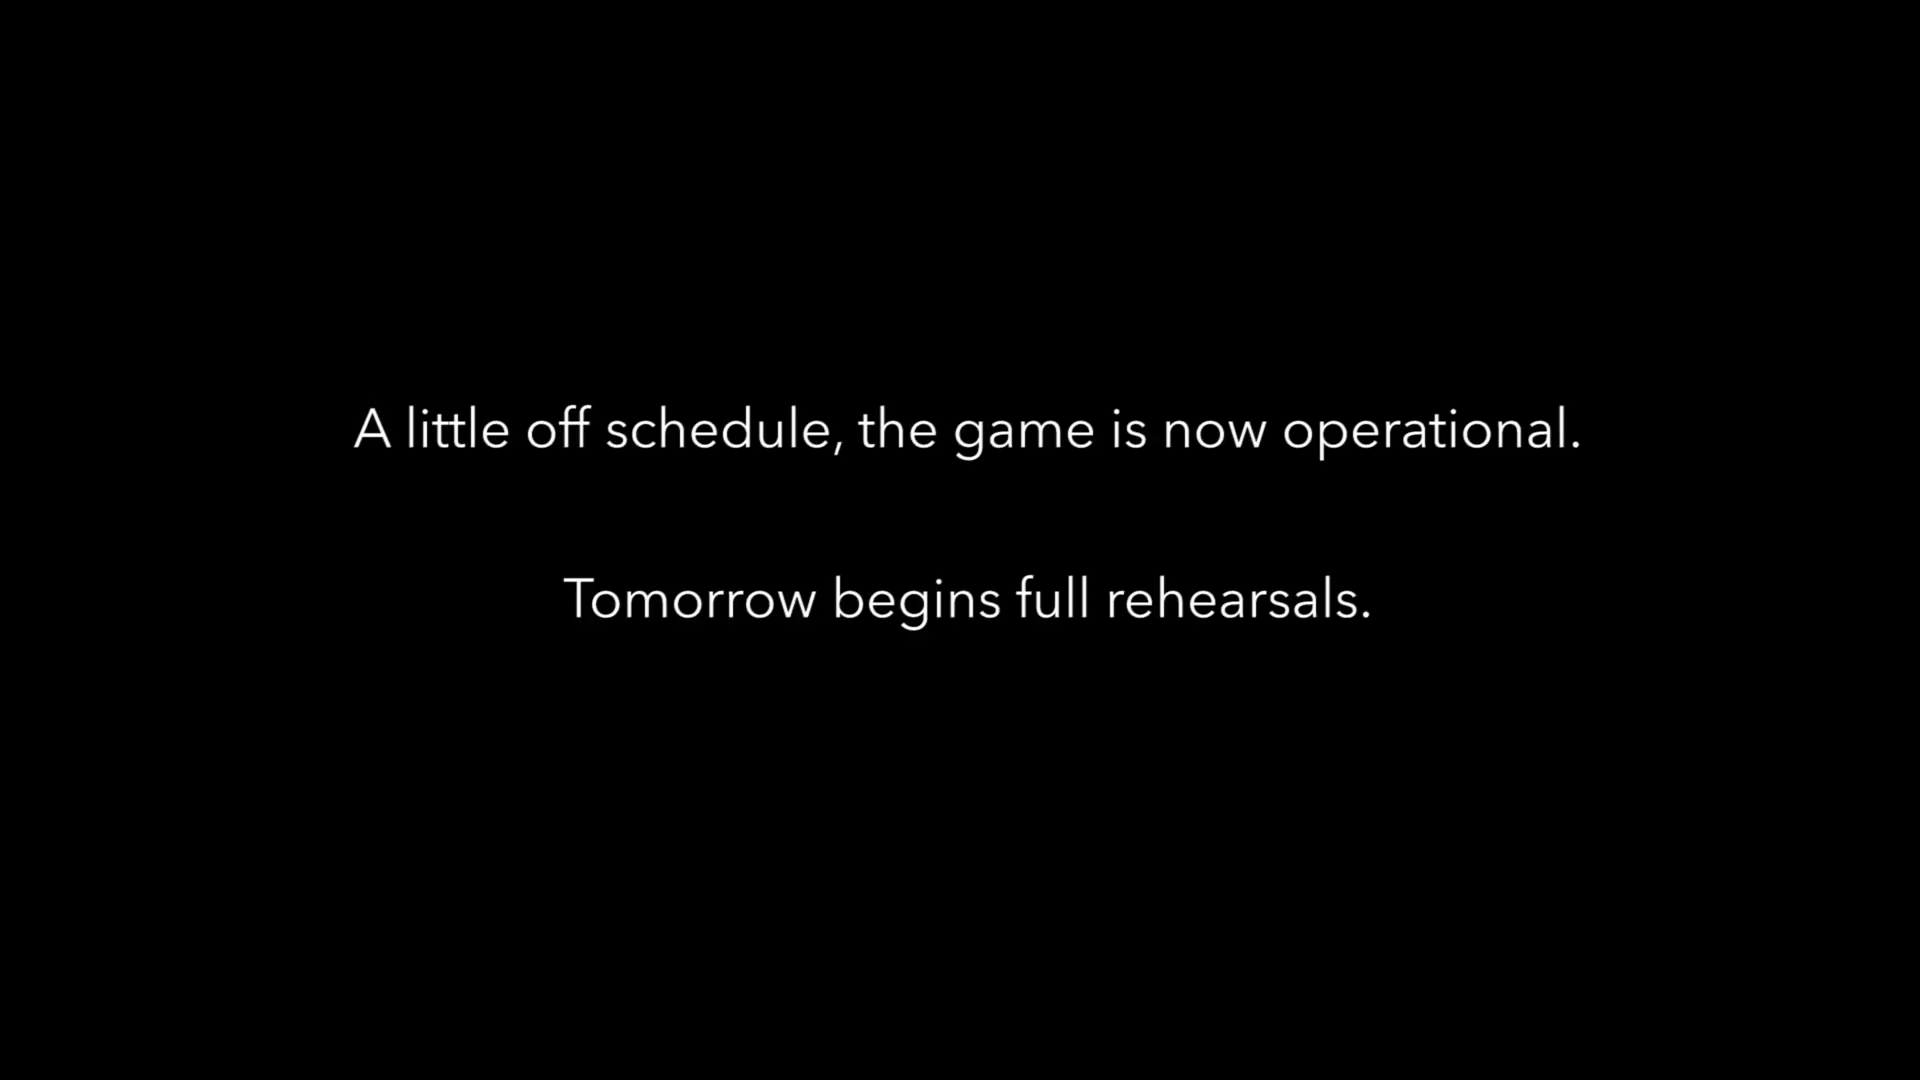 A little off schedule, the game is now operational.
Tomorrow begins full rehearsals.